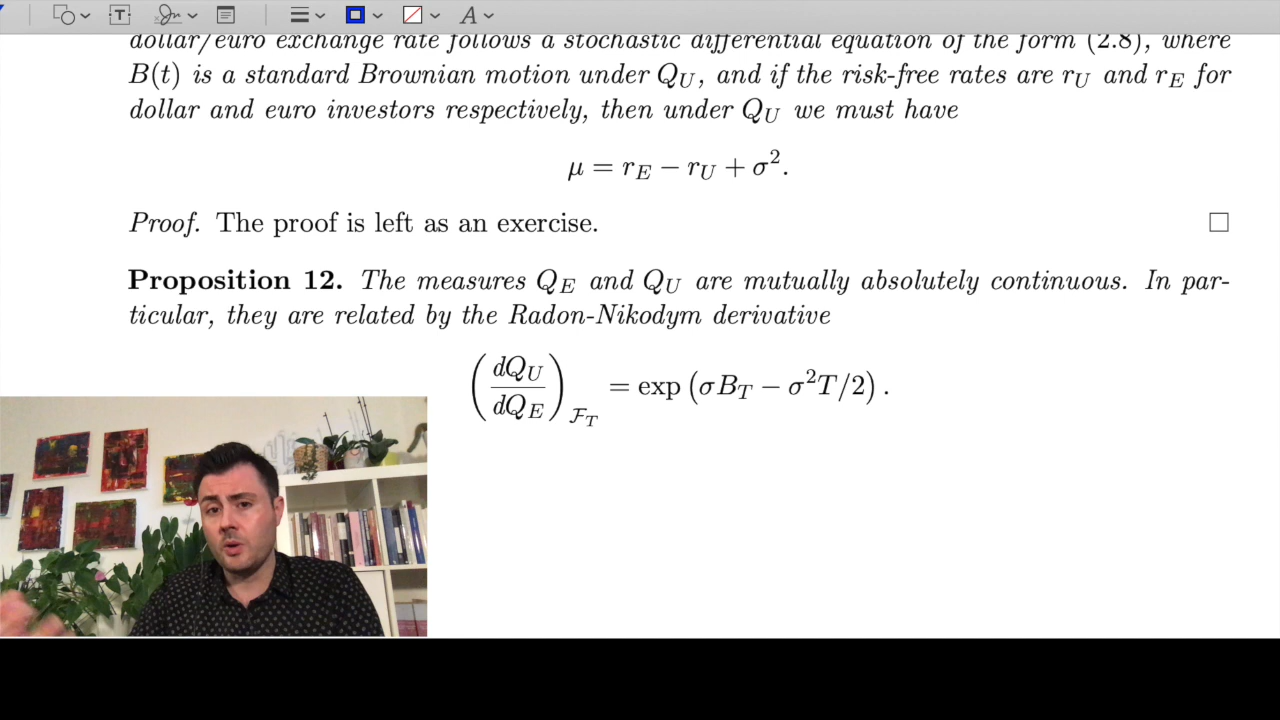 dollar/euro exchange rate follows a stochastic differential equation of the form (2.8), where
B(t) is a standard Brownian motion under Q_U, and if the risk-free rates are r_U and r_E for
dollar and euro investors respectively, then under Q_U we must have
μ = r_E − r_U + σ².
Proof. The proof is left as an exercise. □
Proposition 12. The measures Q_E and Q_U are mutually absolutely continuous. In par-
ticular, they are related by the Radon-Nikodym derivative
(dQ_U/dQ_E)_{F_T} = exp (σB_T − σ²T/2).